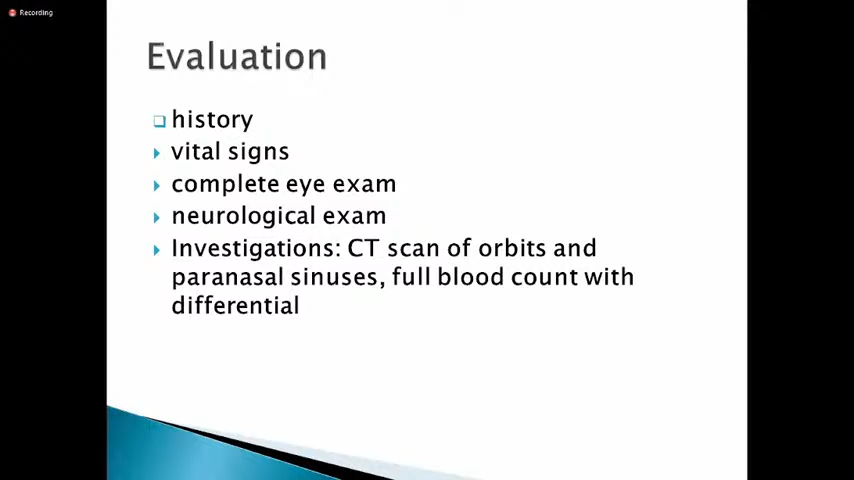 Recording
Evaluation
history
vital signs
complete eye exam
neurological exam
Investigations: CT scan of orbits and
paranasal sinuses, full blood count with
differential